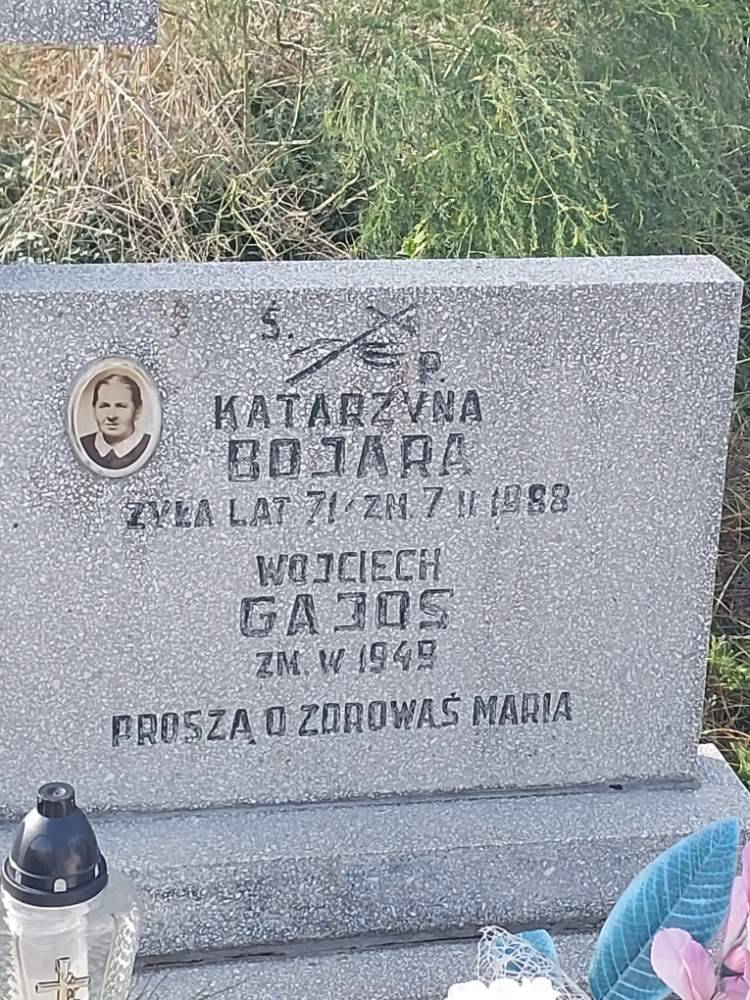 Ś. P.
KATARZYNA
BOJARA
ŻYŁA LAT 71 / ZM. 7 II 1988
WOJCIECH
GAJOS
ZM. W 1949
PROSZĄ O ZDROWAŚ MARIA